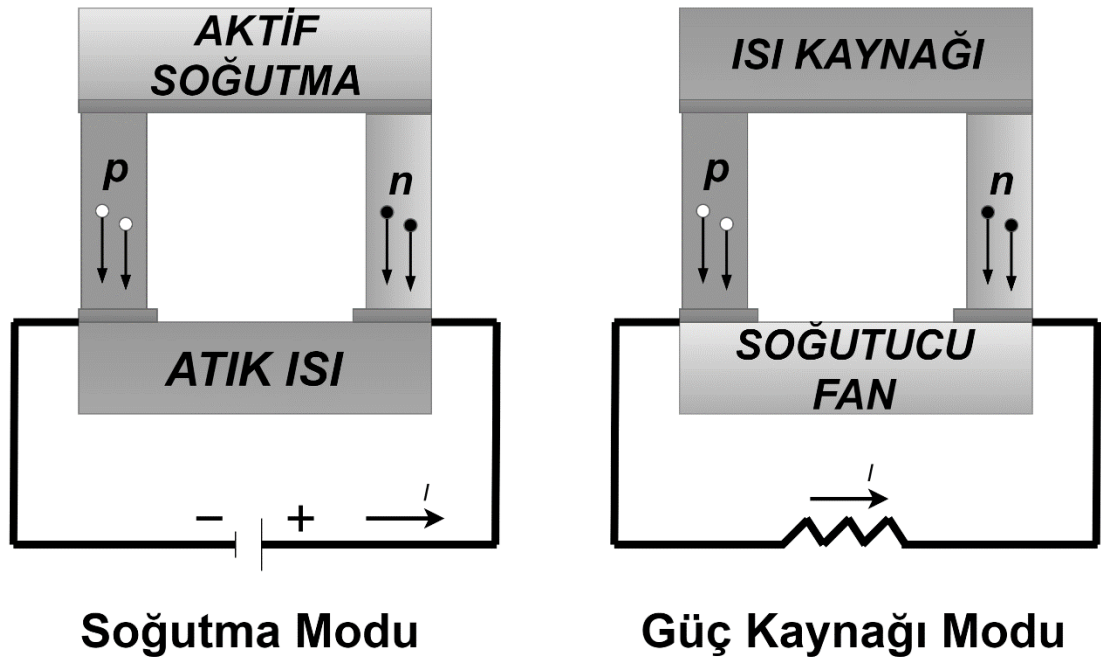 AKTİF
SOĞUTMA
p
n
ATIK ISI
− +
I
Soğutma Modu
ISI KAYNAĞI
p
n
SOĞUTUCU
FAN
I
Güç Kaynağı Modu